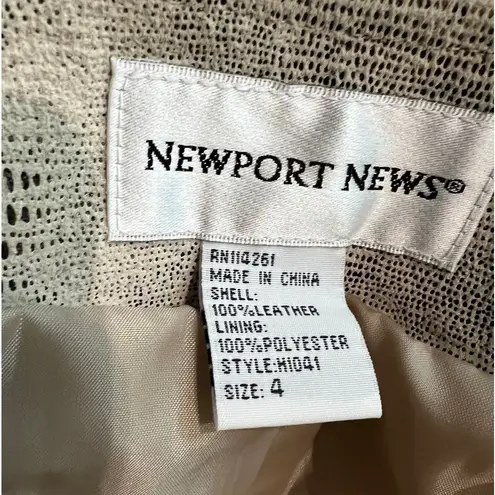 NEWPORT NEWS®
RN114261
MADE IN CHINA
SHELL:
100%LEATHER
LINING:
100%POLYESTER
STYLE:H1041
SIZE: 4